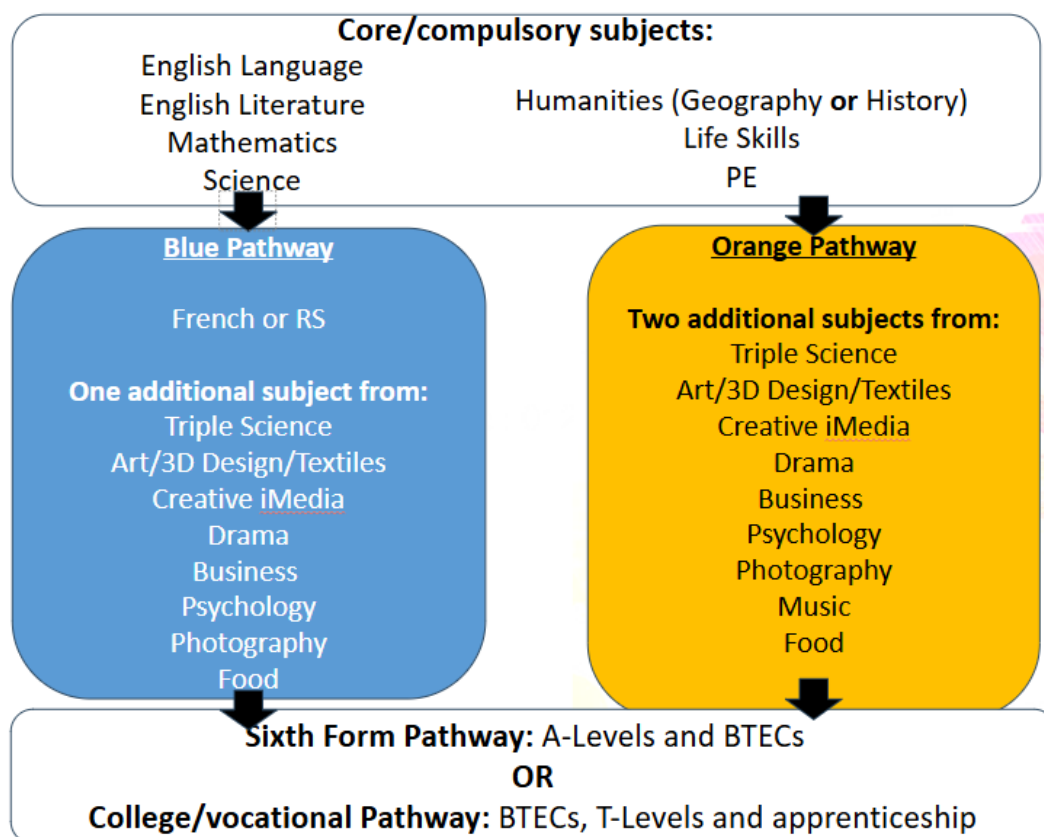 Core/compulsory subjects:
English Language
English Literature
Mathematics
Science
Humanities (Geography or History)
Life Skills
PE
Blue Pathway
French or RS
One additional subject from:
Triple Science
Art/3D Design/Textiles
Creative iMedia
Drama
Business
Psychology
Photography
Food
Orange Pathway
Two additional subjects from:
Triple Science
Art/3D Design/Textiles
Creative iMedia
Drama
Business
Psychology
Photography
Music
Food
Sixth Form Pathway: A-Levels and BTECs
OR
College/vocational Pathway: BTECs, T-Levels and apprenticeship